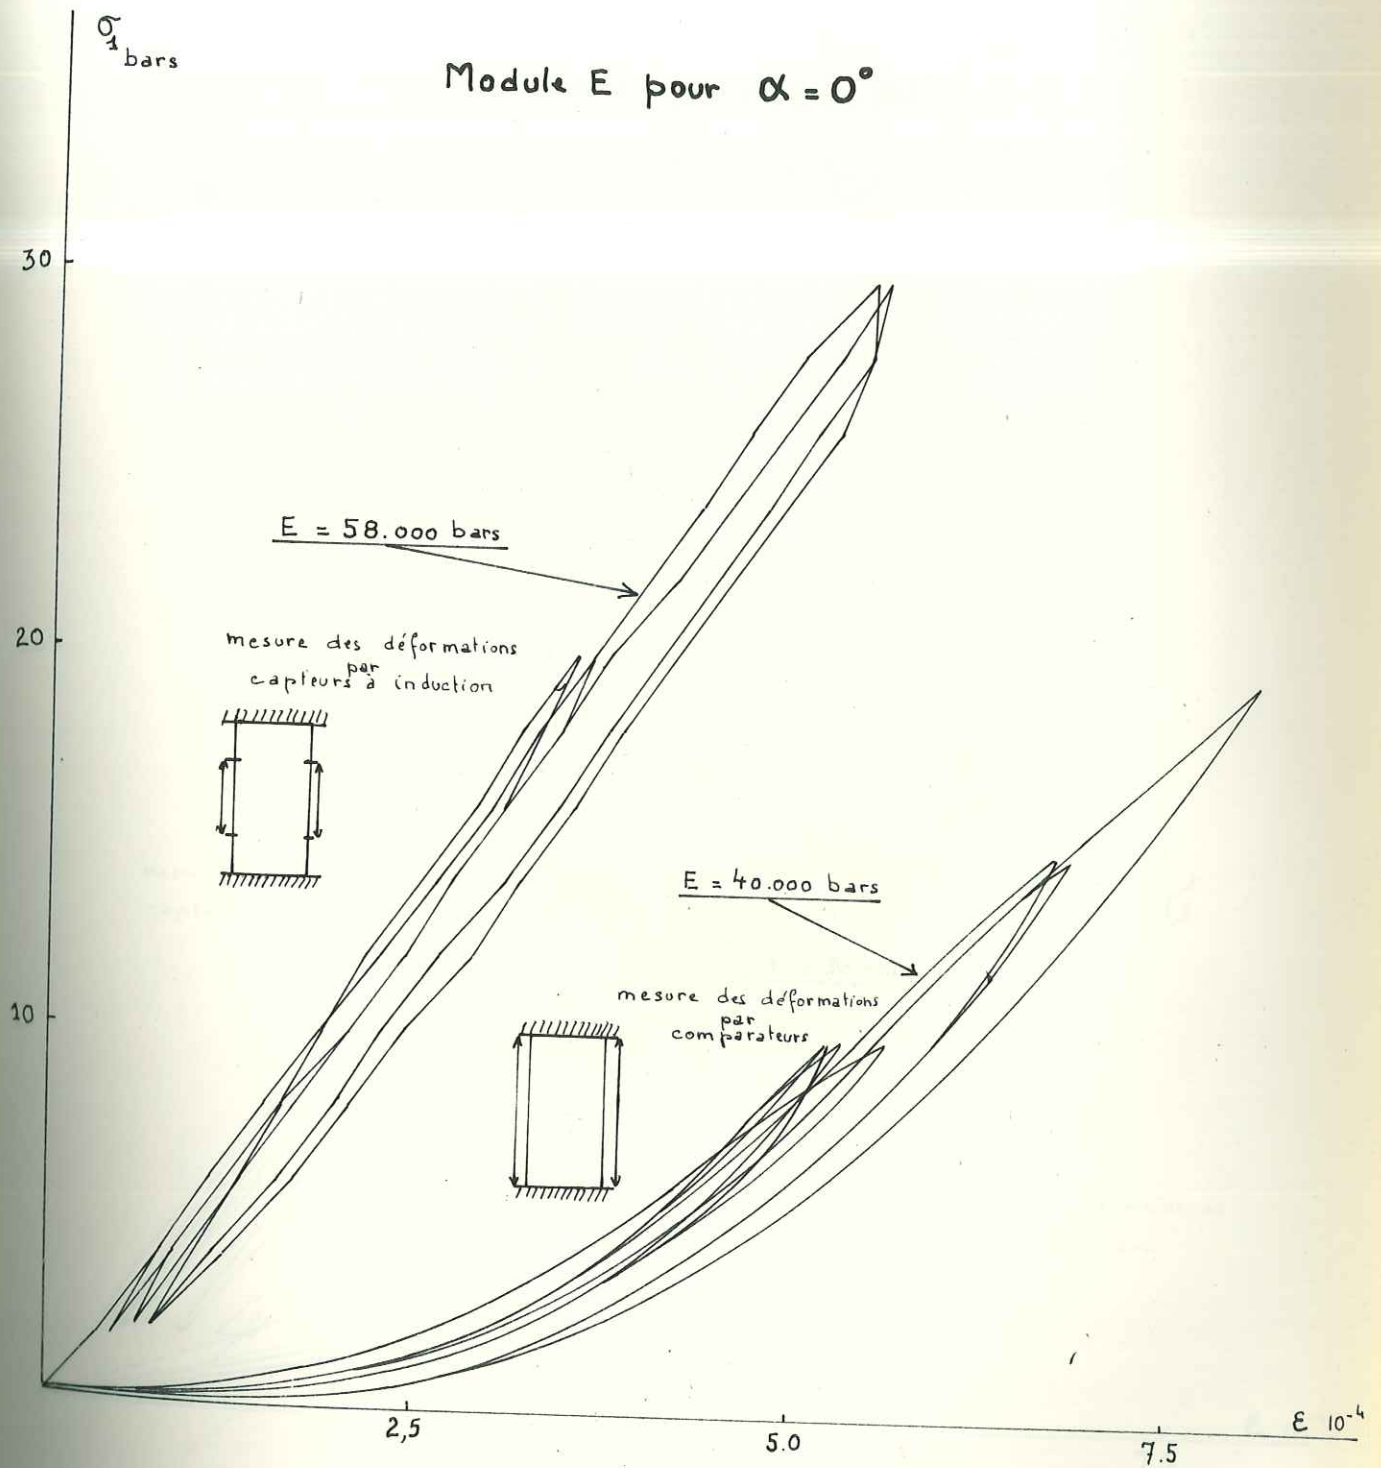 σ₁ bars
Module E pour α = 0°
30
E = 58.000 bars
20
mesure des déformations
par
capteurs à induction
E = 40.000 bars
10
mesure des déformations
par
comparateurs
2,5
5.0
7.5
ε 10⁻⁴